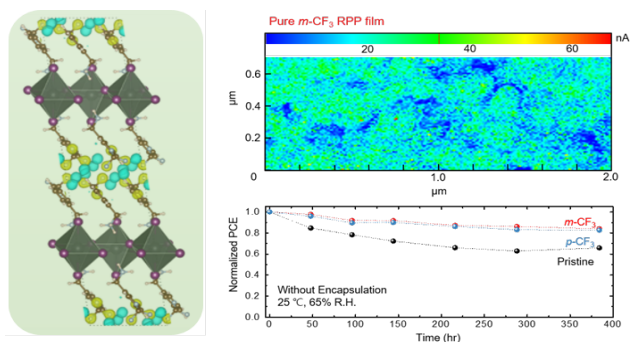 Pure m-CF₃ RPP film
nA
20
40
60
0.6
0.4
0.2
0
μm
1.0
2.0
μm
1.0
0.8
0.6
0.4
0.2
0.0
Normalized PCE
m-CF₃
p-CF₃
Pristine
Without Encapsulation
25 ℃, 65% R.H.
0 50 100 150 200 250 300 350 400
Time (hr)